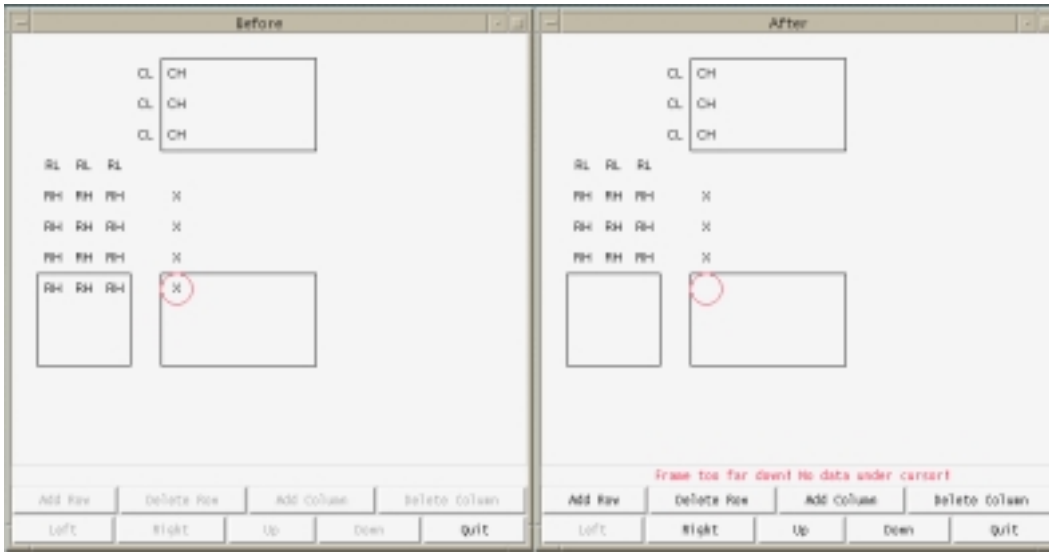 Before
CL CH
CL CH
CL CH
RL RL RL
RH RH RH X
RH RH RH X
RH RH RH X
RH RH RH X
Add Row Delete Row Add Column Delete Column
Left Right Up Down Quit
After
CL CH
CL CH
CL CH
RL RL RL
RH RH RH X
RH RH RH X
RH RH RH X
Frame too far down! No data under cursor!
Add Row Delete Row Add Column Delete Column
Left Right Up Down Quit